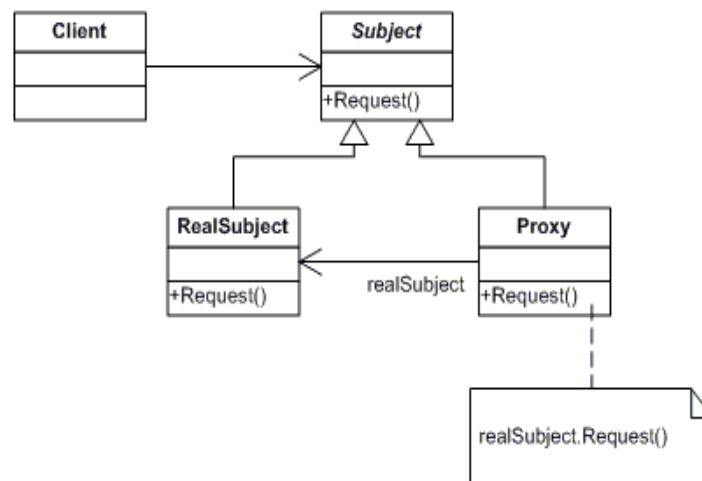 Client
Subject
+Request()
RealSubject
Proxy
+Request()
realSubject
+Request()
realSubject.Request()